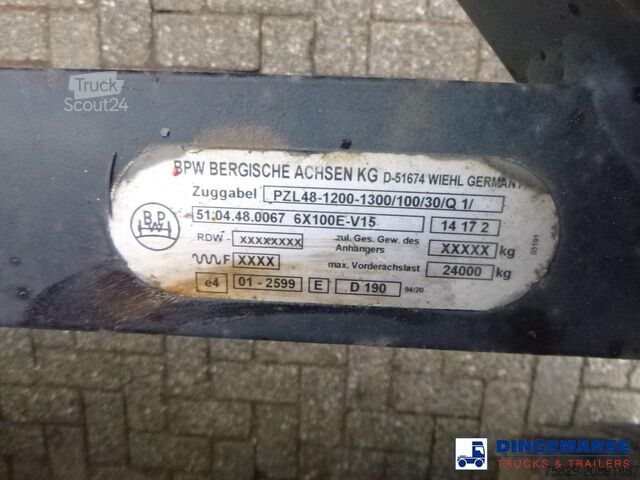 Truck
Scout24
BPW BERGISCHE ACHSEN KG D-51674 WIEHL GERMANY
Zuggabel PZL48-1200-1300/100/30/Q 1/
BPW
51.04.48.0067 6X100E-V15 14 17 2
RDW xxxxxxxx zul. Ges. Gew. des Anhängers XXXXX kg
F XXXX max. Vorderachslast 24000 kg
e4 01 - 2599 E D 190 94/20
05191
DINGEMANSE
TRUCKS & TRAILERS